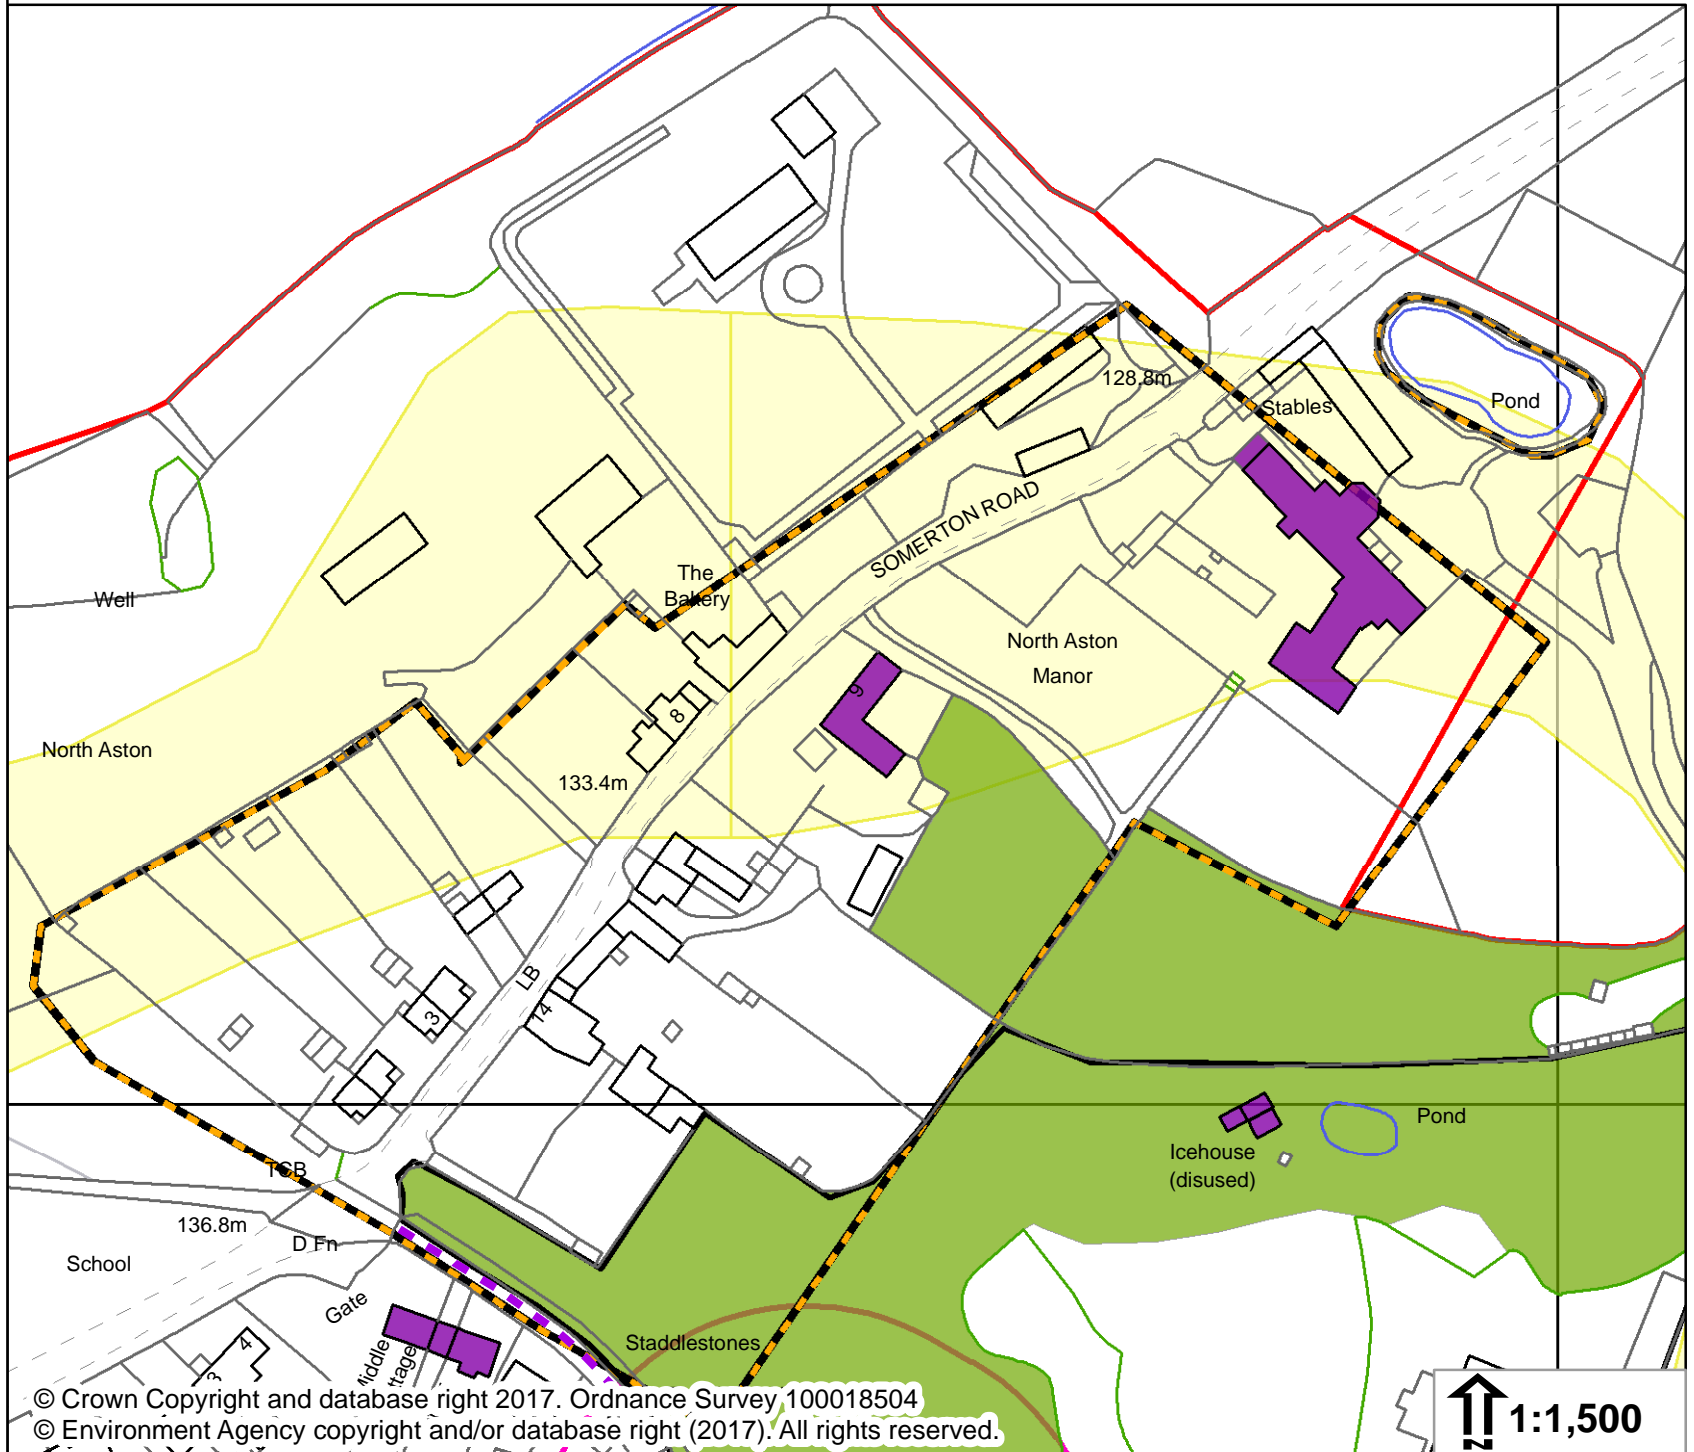 128.8m
Stables
Pond
SOMERTON ROAD
The
Bakery
Well
North Aston
Manor
9
8
North Aston
133.4m
LB
14
3
Pond
Icehouse
(disused)
TCB
136.8m
D Fn
School
Gate
Staddlestones
4
3
Middle
© Crown Copyright and database right 2017. Ordnance Survey 100018504
© Environment Agency copyright and/or database right (2017). All rights reserved.
N
1:1,500